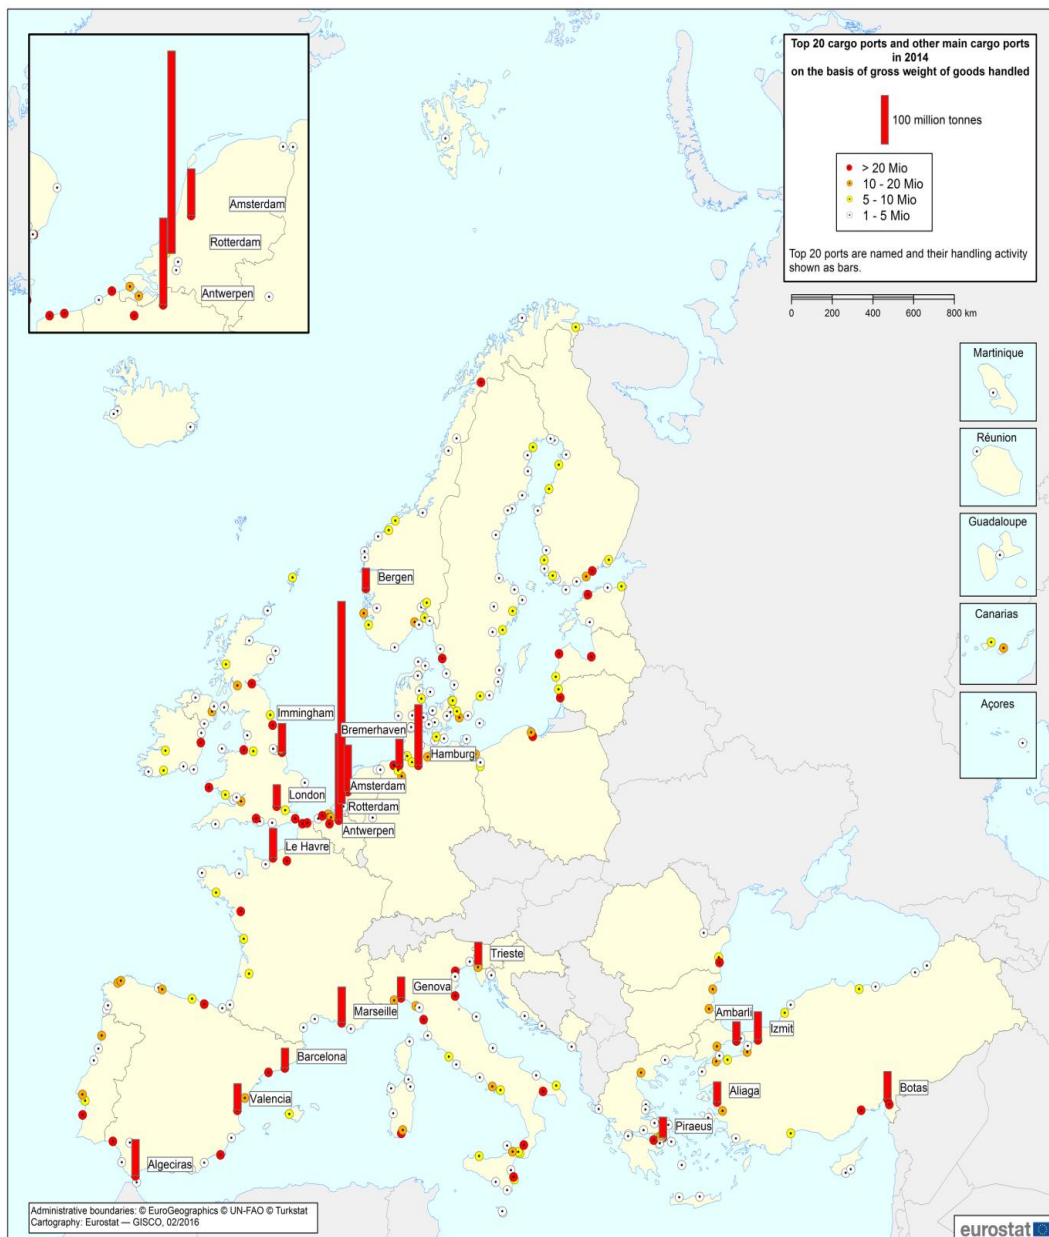 Top 20 cargo ports and other main cargo ports
in 2014
on the basis of gross weight of goods handled
100 million tonnes
> 20 Mio
10 - 20 Mio
5 - 10 Mio
1 - 5 Mio
Top 20 ports are named and their handling activity
shown as bars.
0 200 400 600 800 km
Amsterdam
Rotterdam
Antwerpen
Martinique
Réunion
Guadaloupe
Canarias
Açores
Bergen
Immingham
Bremerhaven
Hamburg
Amsterdam
London
Rotterdam
Antwerpen
Le Havre
Trieste
Genova
Marseille
Ambarli
Izmit
Barcelona
Valencia
Aliaga
Botas
Piraeus
Algeciras
Administrative boundaries: © EuroGeographics © UN-FAO © Turkstat
Cartography: Eurostat — GISCO, 02/2016
eurostat